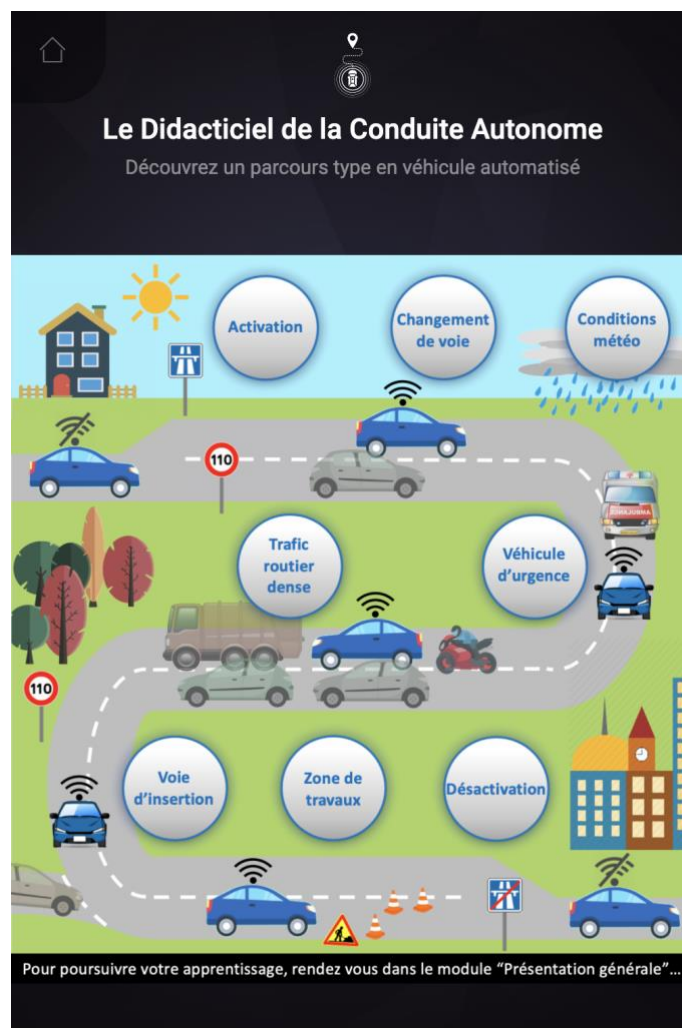 Le Didacticiel de la Conduite Autonome
Découvrez un parcours type en véhicule automatisé
Activation
Changement
de voie
Conditions
météo
110
Trafic
routier
dense
Véhicule
d’urgence
110
Voie
d’insertion
Zone de
travaux
Désactivation
Pour poursuivre votre apprentissage, rendez vous dans le module “Présentation générale”...